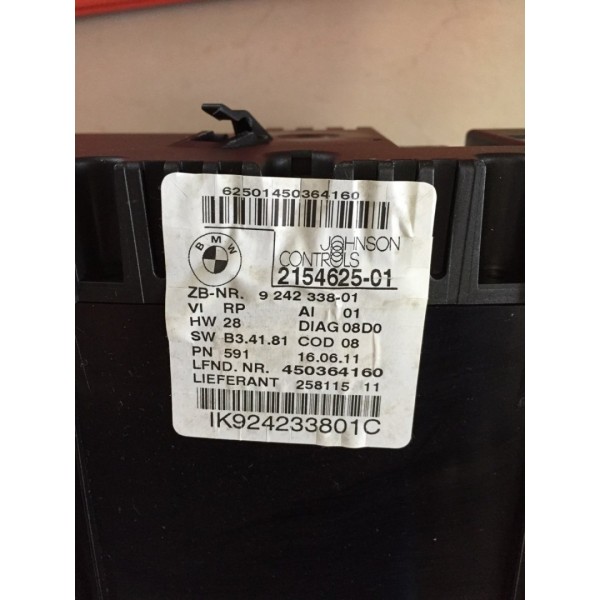 62501450364160
BMW
JOHNSON
CONTROLS
2154625-01
ZB-NR. 9 242 338-01
VI RP AI 01
HW 28 DIAG 08D0
SW B3.41.81 COD 08
PN 591 16.06.11
LFND. NR. 450364160
LIEFERANT 258115 11
IK924233801C